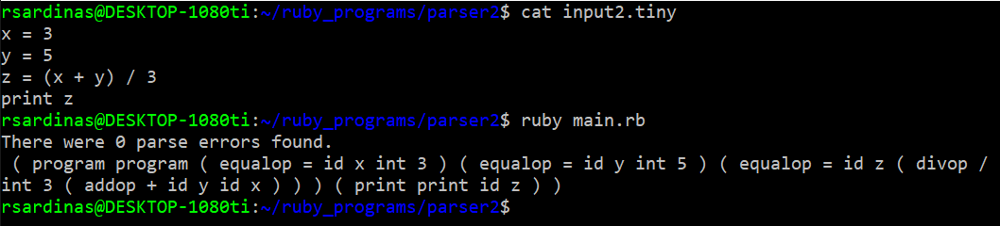 rsardinas@DESKTOP-1080ti:~/ruby_programs/parser2$ cat input2.tiny
x = 3
y = 5
z = (x + y) / 3
print z
rsardinas@DESKTOP-1080ti:~/ruby_programs/parser2$ ruby main.rb
There were 0 parse errors found.
 ( program program ( equalop = id x int 3 ) ( equalop = id y int 5 ) ( equalop = id z ( divop /
int 3 ( addop + id y id x ) ) ) ( print print id z ) )
rsardinas@DESKTOP-1080ti:~/ruby_programs/parser2$